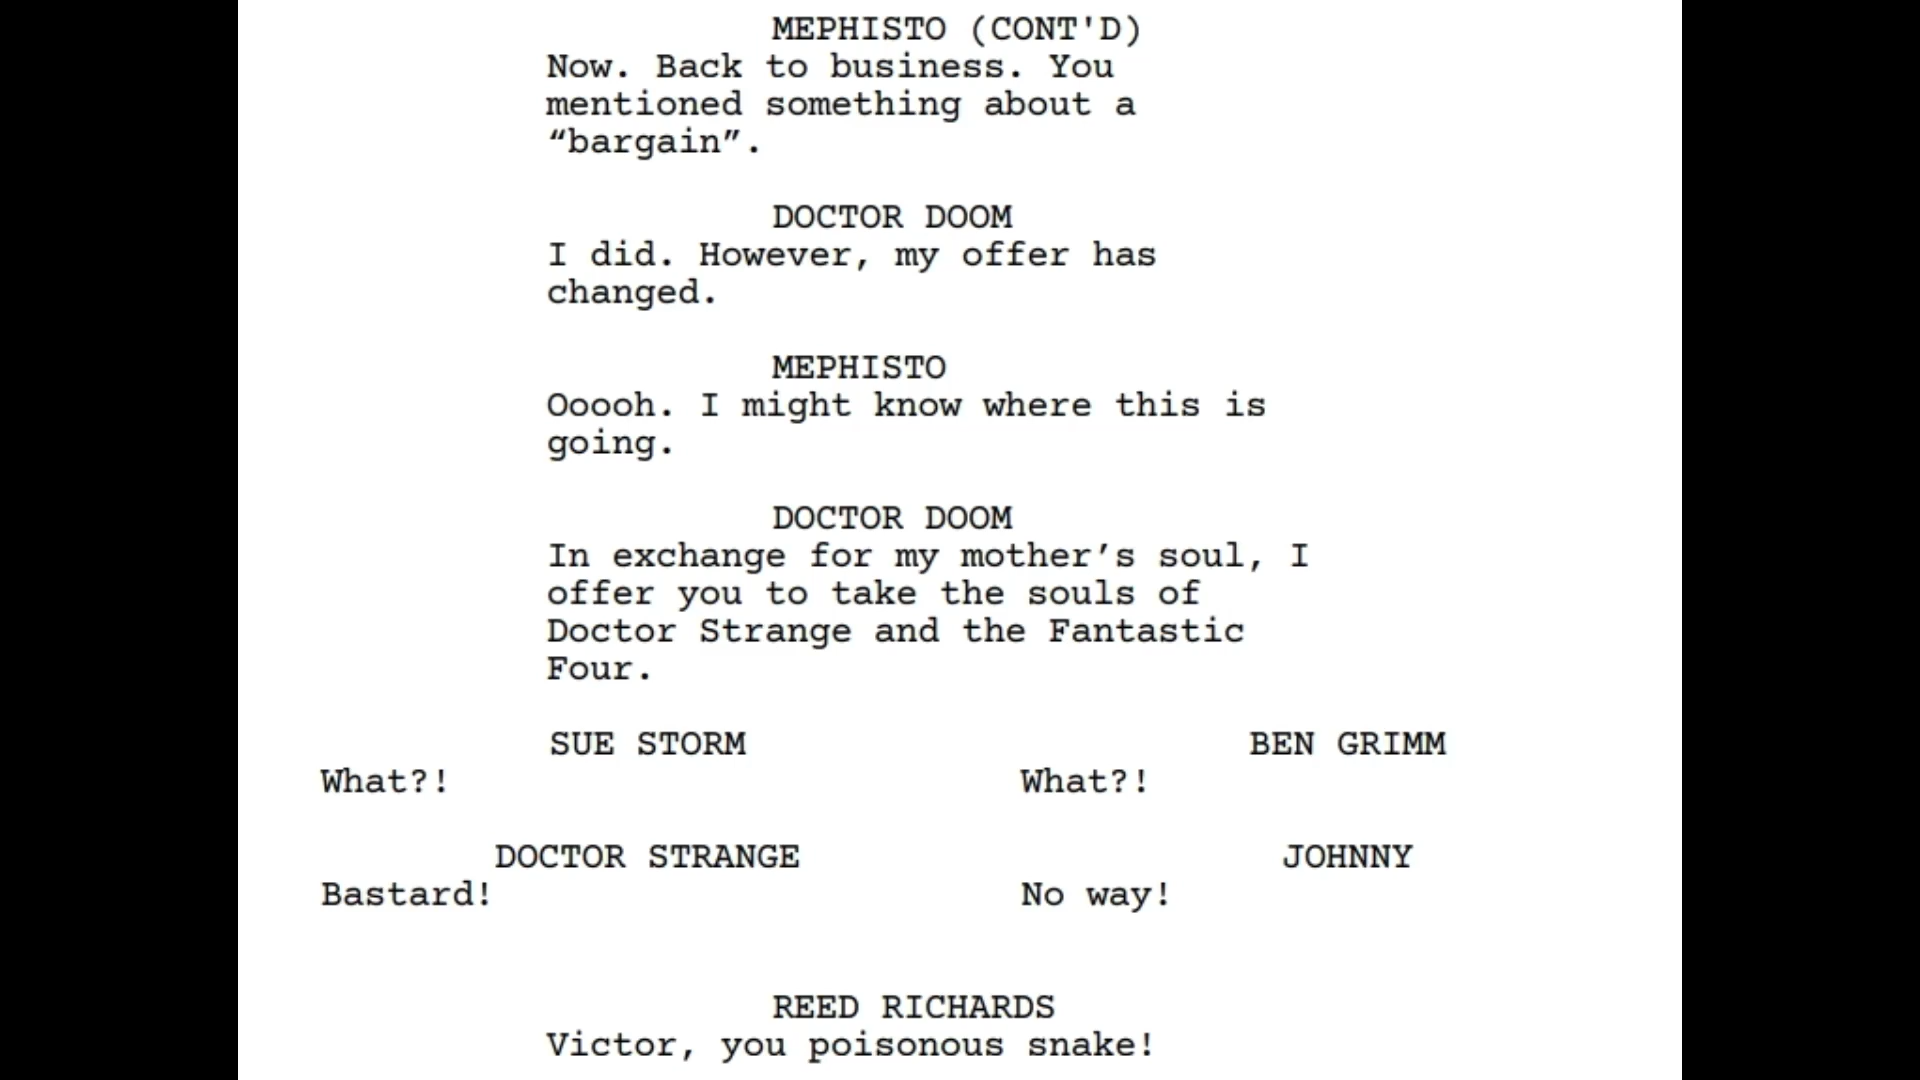 MEPHISTO (CONT'D)
Now. Back to business. You
mentioned something about a
“bargain”.
DOCTOR DOOM
I did. However, my offer has
changed.
MEPHISTO
Ooooh. I might know where this is
going.
DOCTOR DOOM
In exchange for my mother’s soul, I
offer you to take the souls of
Doctor Strange and the Fantastic
Four.
SUE STORM
What?!
BEN GRIMM
What?!
DOCTOR STRANGE
Bastard!
JOHNNY
No way!
REED RICHARDS
Victor, you poisonous snake!